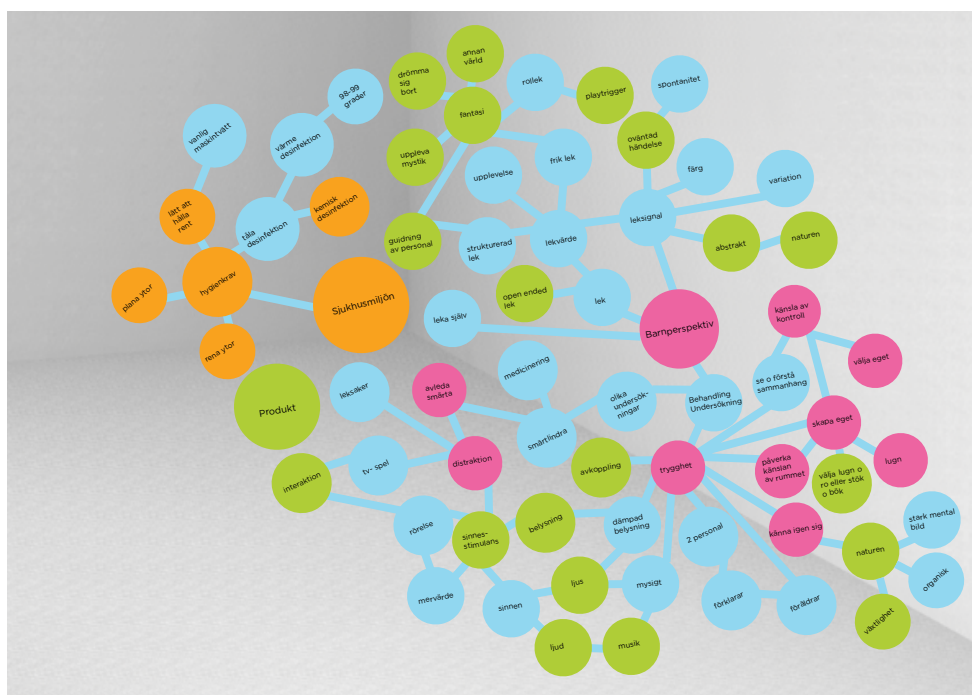 annan
värld
drömma
sig
bort
rollek
spontanitet
98-99
grader
playtrigger
fantasi
vanlig
maskintvätt
värme
desinfektion
oväntad
händelse
uppleva
mystik
frik lek
färg
upplevelse
variation
kemisk
desinfektion
lätt att
hålla
rent
tåla
desinfektion
leksignal
guidning
av personal
strukturerad
lek
lekvärde
abstrakt
naturen
hygienkrav
plana ytor
open ended
lek
lek
Sjukhusmiljön
leka själv
Barnperspektiv
känsla av
kontroll
rena ytor
välja eget
medicinering
leksaker
avleda
smärta
se o förstå
sammanhang
Produkt
olika
undersök-
ningar
Behandling
Undersökning
skapa eget
smärtlindra
tv- spel
distraktion
avkoppling
trygghet
påverka
känslan
av rummet
lugn
interaktion
välja lugn o
ro eller stök
o bök
rörelse
sinnes-
stimulans
belysning
dämpad
belysning
2 personal
känna igen sig
stark mental
bild
naturen
organisk
mervärde
sinnen
ljus
mysigt
förklarar
föräldrar
växtlighet
ljud
musik